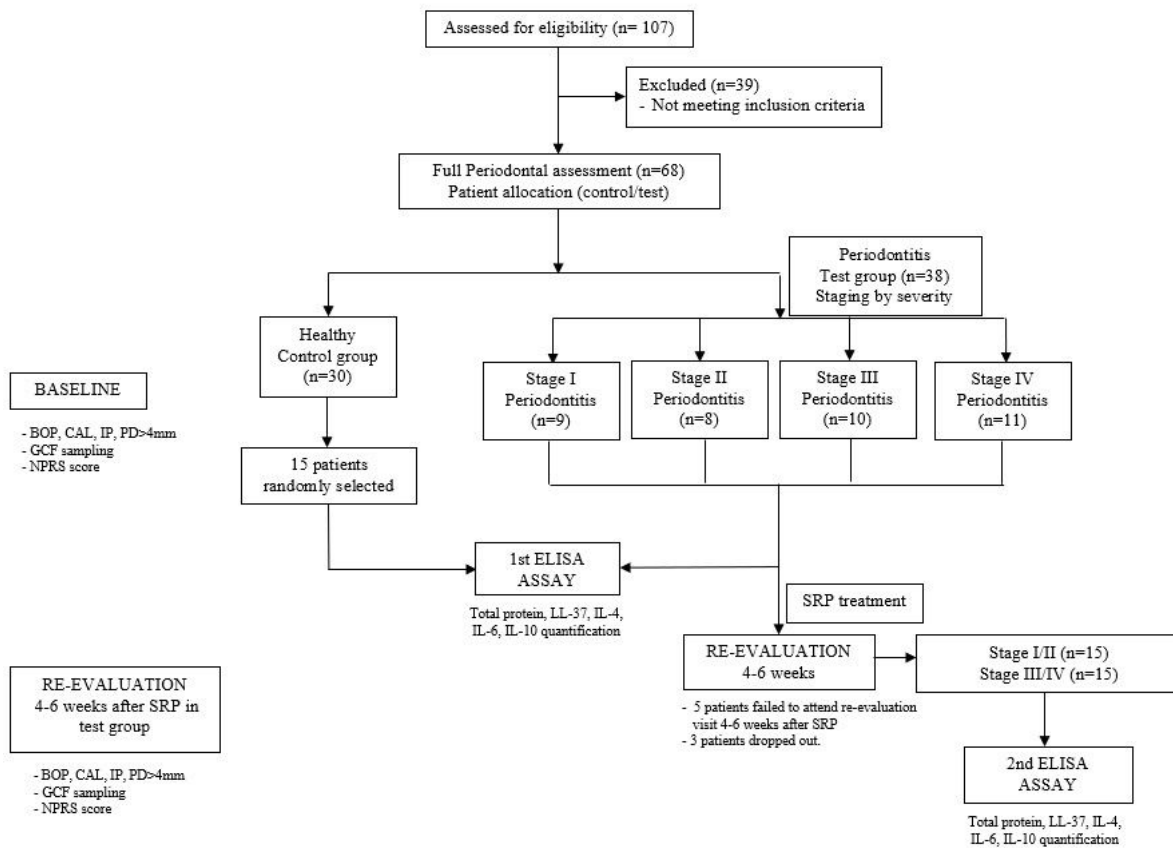 Assessed for eligibility (n= 107)
Excluded (n=39)
- Not meeting inclusion criteria
Full Periodontal assessment (n=68)
Patient allocation (control/test)
Periodontitis
Test group (n=38)
Staging by severity
Healthy
Control group
(n=30)
Stage I
Periodontitis
(n=9)
Stage II
Periodontitis
(n=8)
Stage III
Periodontitis
(n=10)
Stage IV
Periodontitis
(n=11)
BASELINE
- BOP, CAL, IP, PD>4mm
- GCF sampling
- NPRS score
15 patients
randomly selected
1st ELISA
ASSAY
Total protein, LL-37, IL-4,
IL-6, IL-10 quantification
SRP treatment
RE-EVALUATION
4-6 weeks
- 5 patients failed to attend re-evaluation
visit 4-6 weeks after SRP
- 3 patients dropped out.
Stage I/II (n=15)
Stage III/IV (n=15)
RE-EVALUATION
4-6 weeks after SRP in
test group
- BOP, CAL, IP, PD>4mm
- GCF sampling
- NPRS score
2nd ELISA
ASSAY
Total protein, LL-37, IL-4,
IL-6, IL-10 quantification